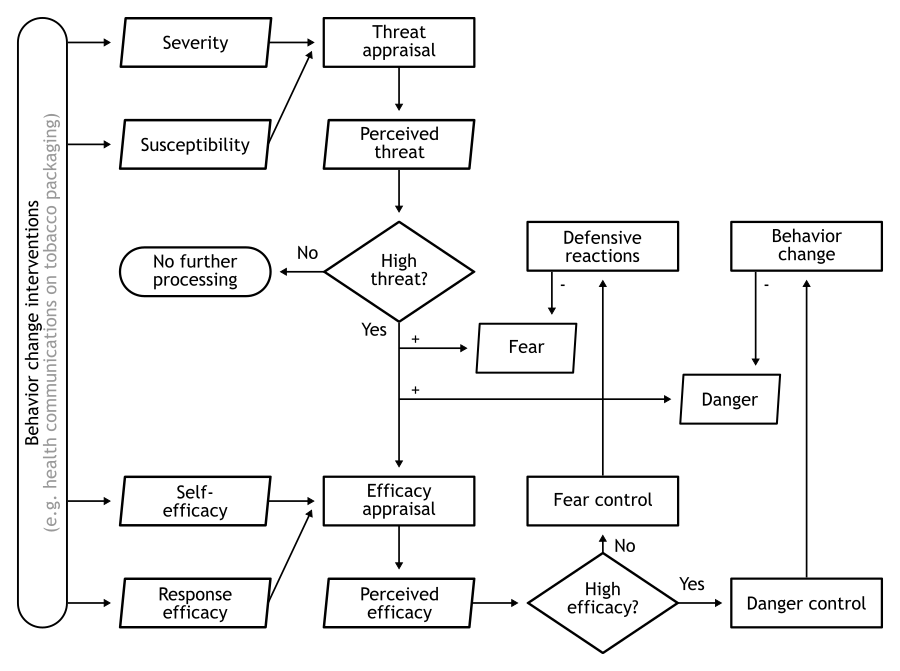 Behavior change interventions
(e.g. health communications on tobacco packaging)
Severity
Threat
appraisal
Susceptibility
Perceived
threat
No further
processing
No
High
threat?
Yes
+
+
Defensive
reactions
-
Fear
Behavior
change
-
Danger
Self-
efficacy
Efficacy
appraisal
Fear control
Response
efficacy
Perceived
efficacy
High
efficacy?
No
Yes
Danger control